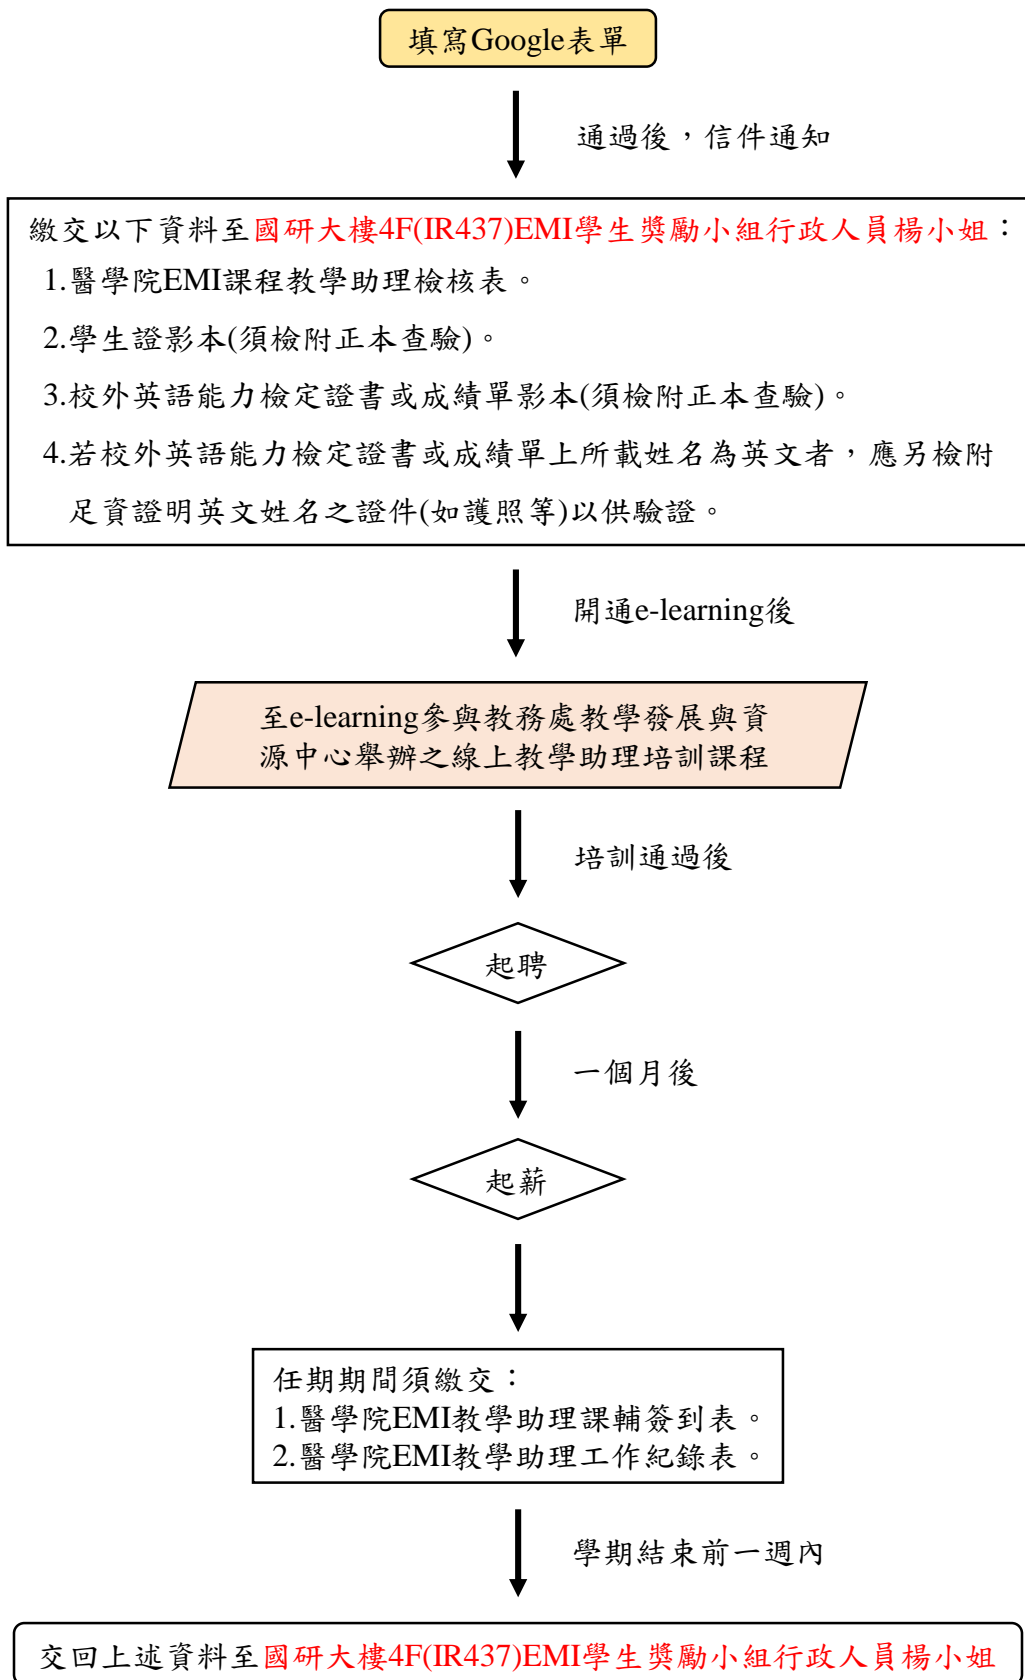 填寫Google表單
通過後，信件通知
繳交以下資料至國研大樓4F(IR437)EMI學生獎勵小組行政人員楊小姐：
1.醫學院EMI課程教學助理檢核表。
2.學生證影本(須檢附正本查驗)。
3.校外英語能力檢定證書或成績單影本(須檢附正本查驗)。
4.若校外英語能力檢定證書或成績單上所載姓名為英文者，應另檢附
足資證明英文姓名之證件(如護照等)以供驗證。
開通e-learning後
至e-learning參與教務處教學發展與資
源中心舉辦之線上教學助理培訓課程
培訓通過後
起聘
一個月後
起薪
任期期間須繳交：
1.醫學院EMI教學助理課輔簽到表。
2.醫學院EMI教學助理工作紀錄表。
學期結束前一週內
交回上述資料至國研大樓4F(IR437)EMI學生獎勵小組行政人員楊小姐